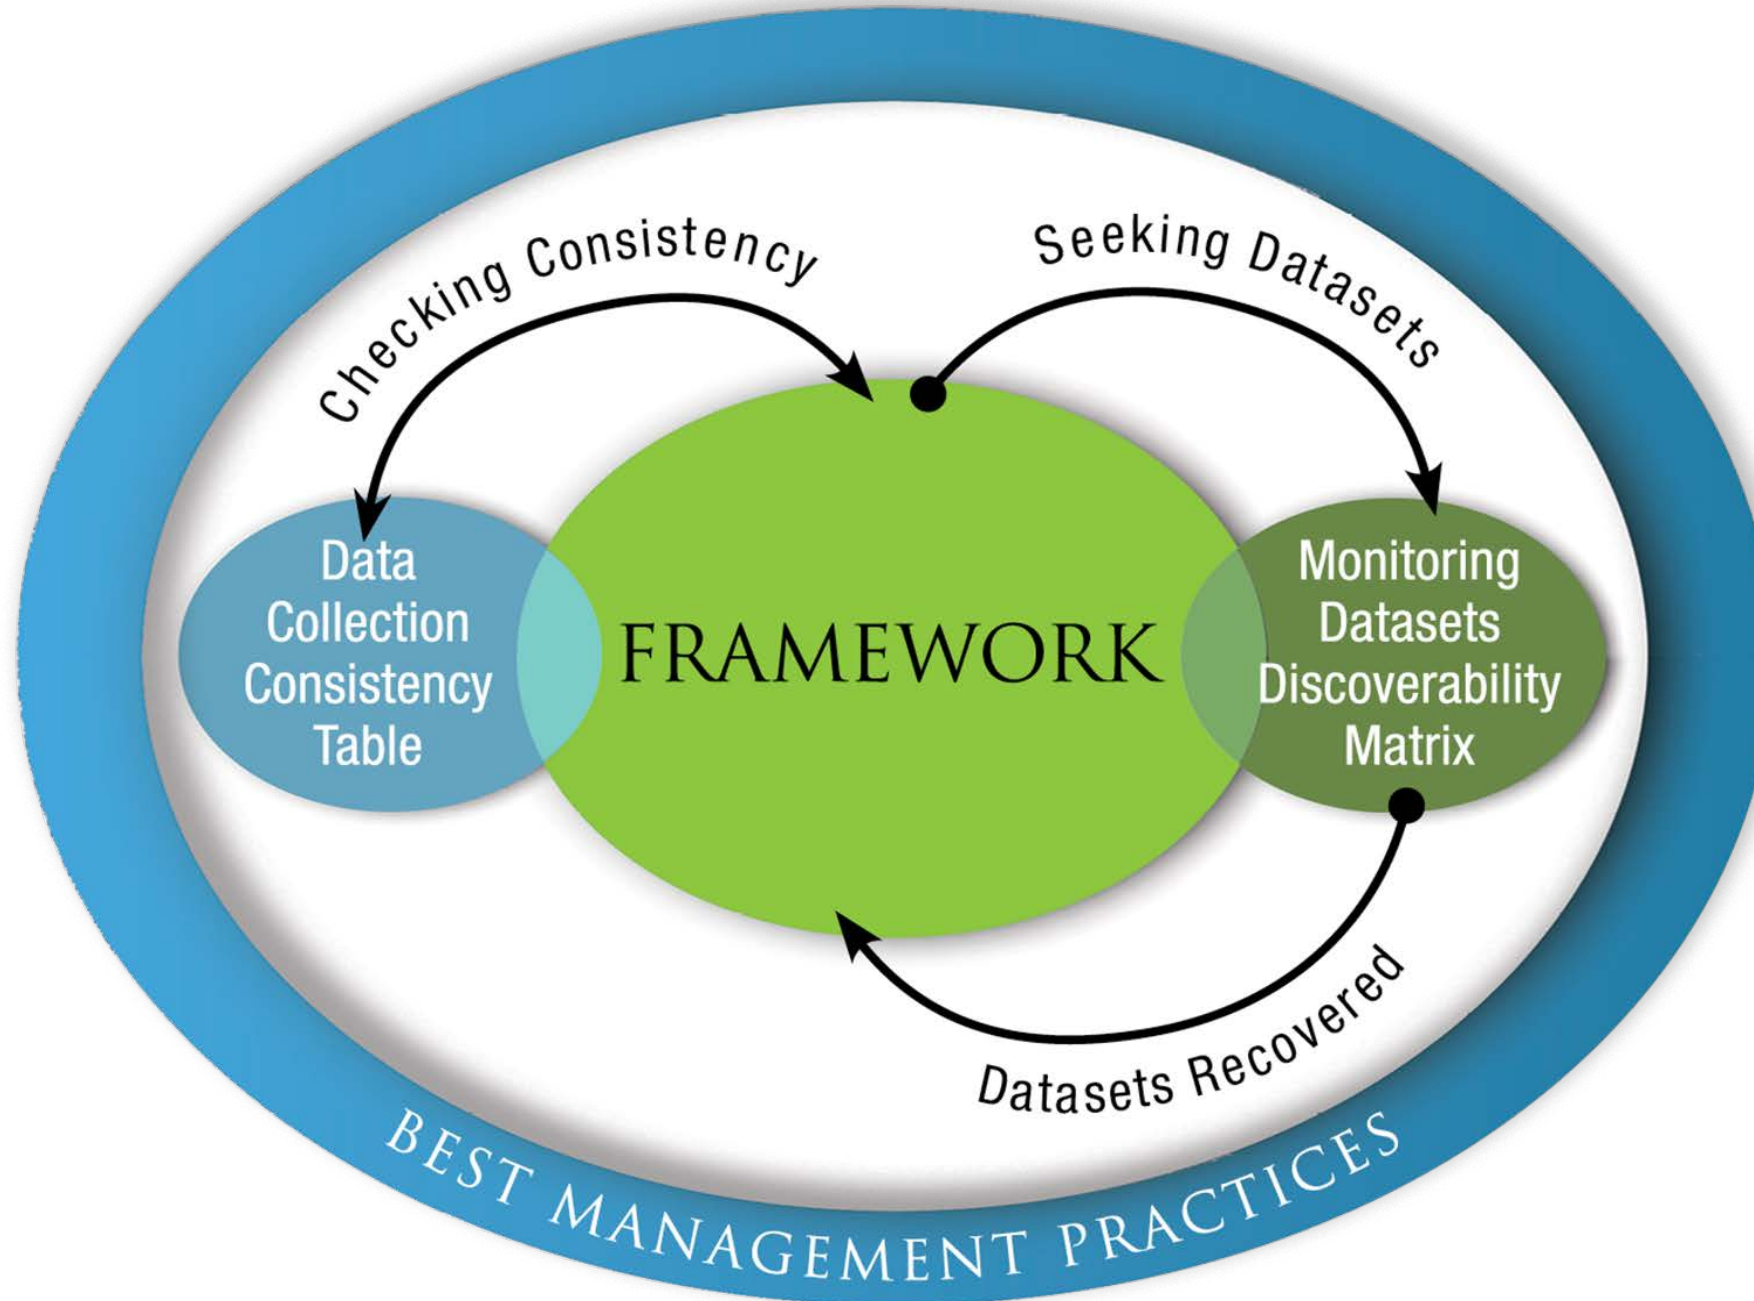 Checking Consistency
Seeking Datasets
Data
Collection
Consistency
Table
FRAMEWORK
Monitoring
Datasets
Discoverability
Matrix
Datasets Recovered
BEST MANAGEMENT PRACTICES